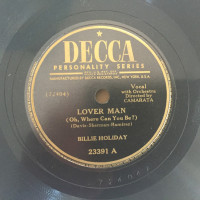 DECCA
PERSONALITY SERIES
(L 72404)
Vocal
with Orchestra
Directed by
CAMARATA
LOVER MAN
(Oh, Where Can You Be?)
(Davis-Sherman-Ramirez)
BILLIE HOLIDAY
23391 A